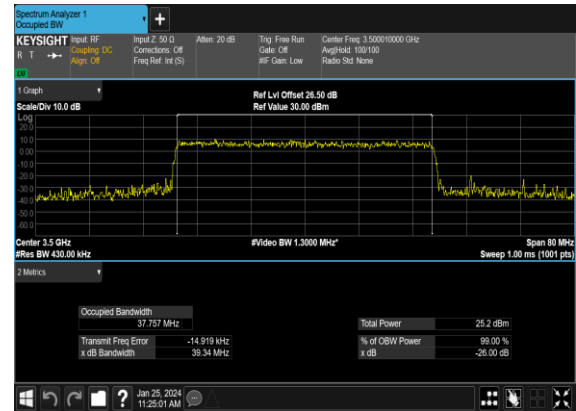 Spectrum Analyzer 1
Occupied BW
KEYSIGHT
R T
Input: RF
Coupling: DC
Align: Off
Input Z: 50 Ω
Corrections: Off
Freq Ref: Int (S)
Atten: 20 dB
Trig: Free Run
Gate: Off
#IF Gain: Low
Center Freq: 3.500010000 GHz
Avg|Hold: 100/100
Radio Std: None
1 Graph
Scale/Div 10.0 dB
Ref Lvl Offset 26.50 dB
Ref Value 30.00 dBm
Log
20.0
10.0
0.00
-10.0
-20.0
-30.0
-40.0
-50.0
-60.0
Center 3.5 GHz
#Res BW 430.00 kHz
#Video BW 1.3000 MHz*
Span 80 MHz
Sweep 1.00 ms (1001 pts)
2 Metrics
Occupied Bandwidth
37.757 MHz
Total Power 25.2 dBm
Transmit Freq Error -14.919 kHz
% of OBW Power 99.00 %
x dB Bandwidth 39.34 MHz
x dB -26.00 dB
?
Jan 25, 2024
11:25:01 AM